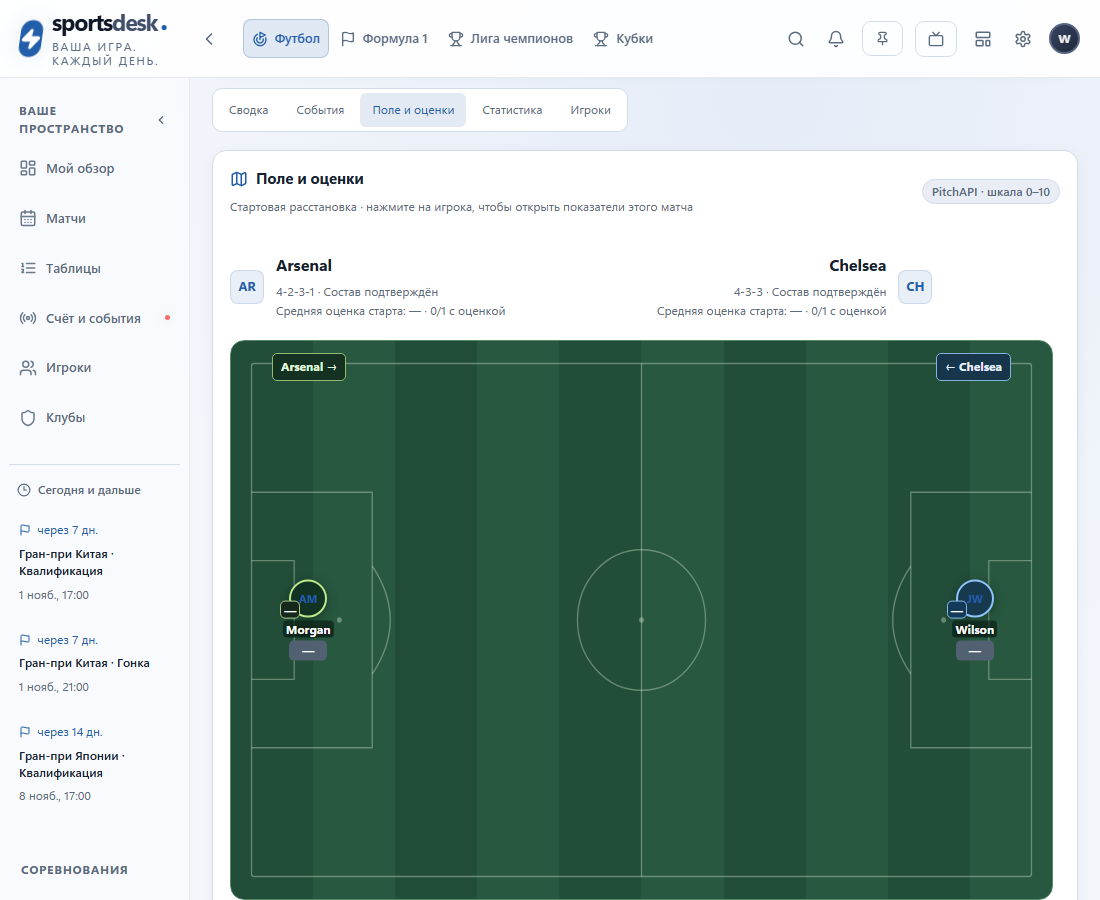 sportsdesk.
ВАША ИГРА.
КАЖДЫЙ ДЕНЬ.
Футбол
Формула 1
Лига чемпионов
Кубки
W
ВАШЕ
ПРОСТРАНСТВО
Мой обзор
Матчи
Таблицы
Счёт и события
Игроки
Клубы
Сегодня и дальше
через 7 дн.
Гран-при Китая ·
Квалификация
1 нояб., 17:00
через 7 дн.
Гран-при Китая · Гонка
1 нояб., 21:00
через 14 дн.
Гран-при Японии ·
Квалификация
8 нояб., 17:00
СОРЕВНОВАНИЯ
Сводка
События
Поле и оценки
Статистика
Игроки
Поле и оценки
Стартовая расстановка · нажмите на игрока, чтобы открыть показатели этого матча
PitchAPI · шкала 0–10
AR
Arsenal
4-2-3-1 · Состав подтверждён
Средняя оценка старта: — · 0/1 с оценкой
Chelsea
4-3-3 · Состав подтверждён
Средняя оценка старта: — · 0/1 с оценкой
CH
Arsenal →
← Chelsea
AM
—
Morgan
—
JW
—
Wilson
—